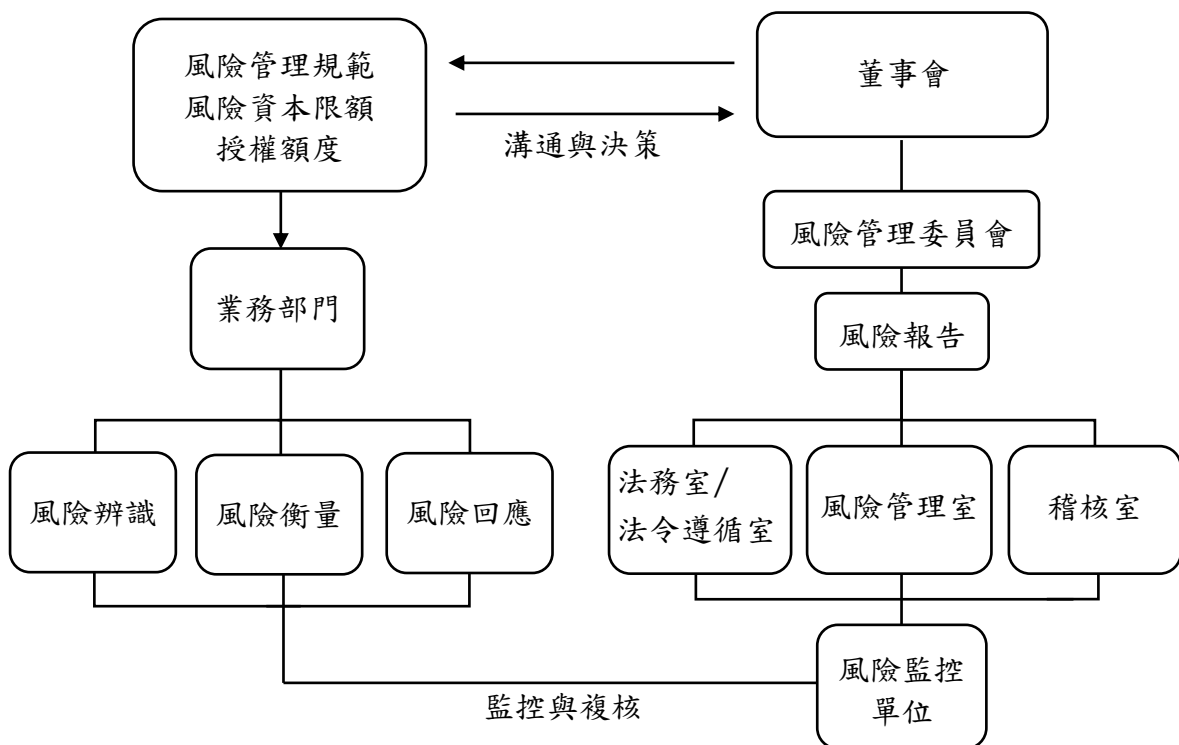 風險管理規範
風險資本限額
授權額度
董事會
溝通與決策
風險管理委員會
業務部門
風險報告
風險辨識
風險衡量
風險回應
法務室/
法令遵循室
風險管理室
稽核室
監控與複核
風險監控
單位